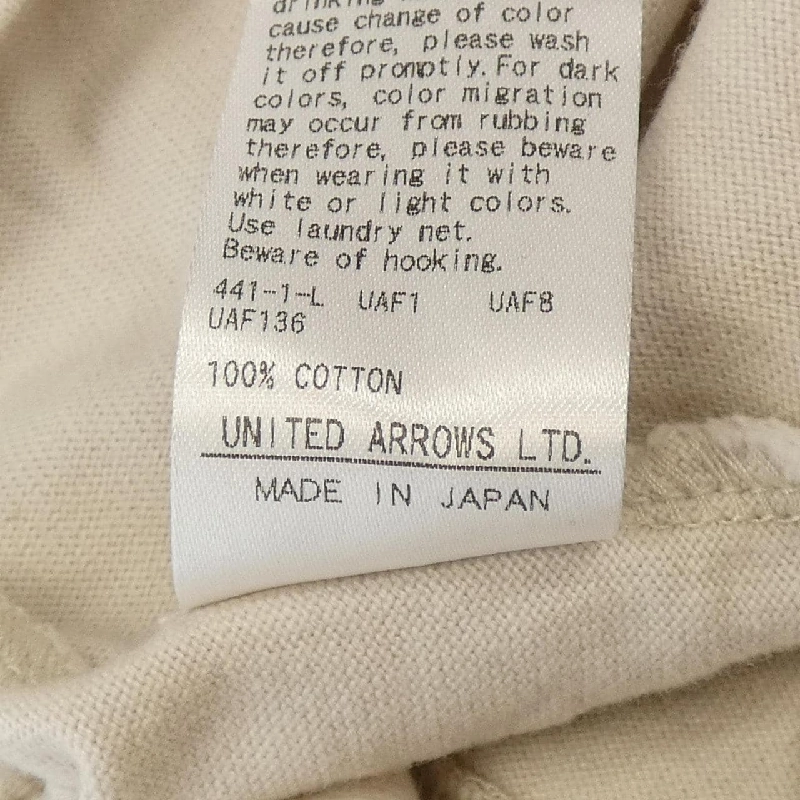 drinking
cause change of color
therefore, please wash
it off promptly. For dark
colors, color migration
may occur from rubbing
therefore, please beware
when wearing it with
white or light colors.
Use laundry net.
Beware of hooking.
441-1-L UAF1 UAF8
UAF136
100% COTTON
UNITED ARROWS LTD.
MADE IN JAPAN